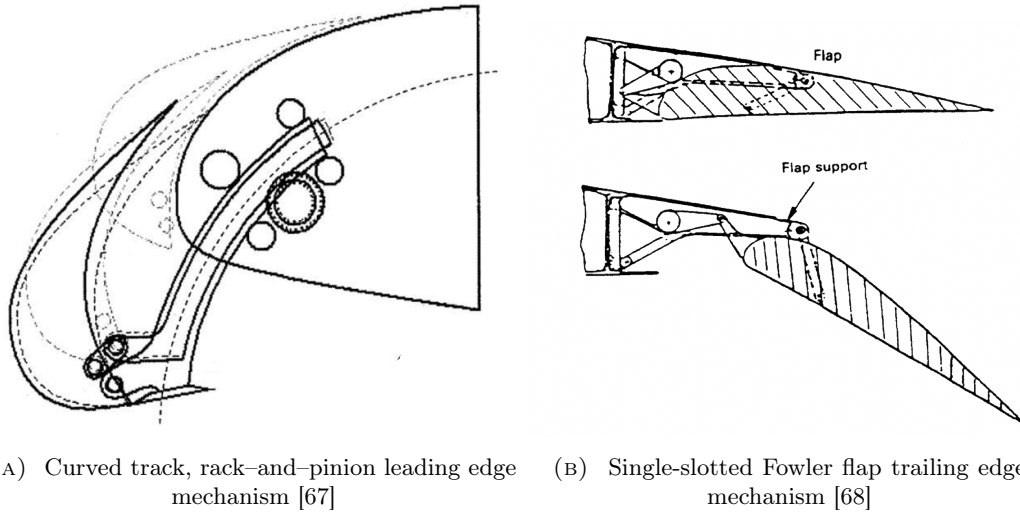 Flap
Flap support
A) Curved track, rack–and–pinion leading edge
mechanism [67]
(B) Single-slotted Fowler flap trailing edge
mechanism [68]